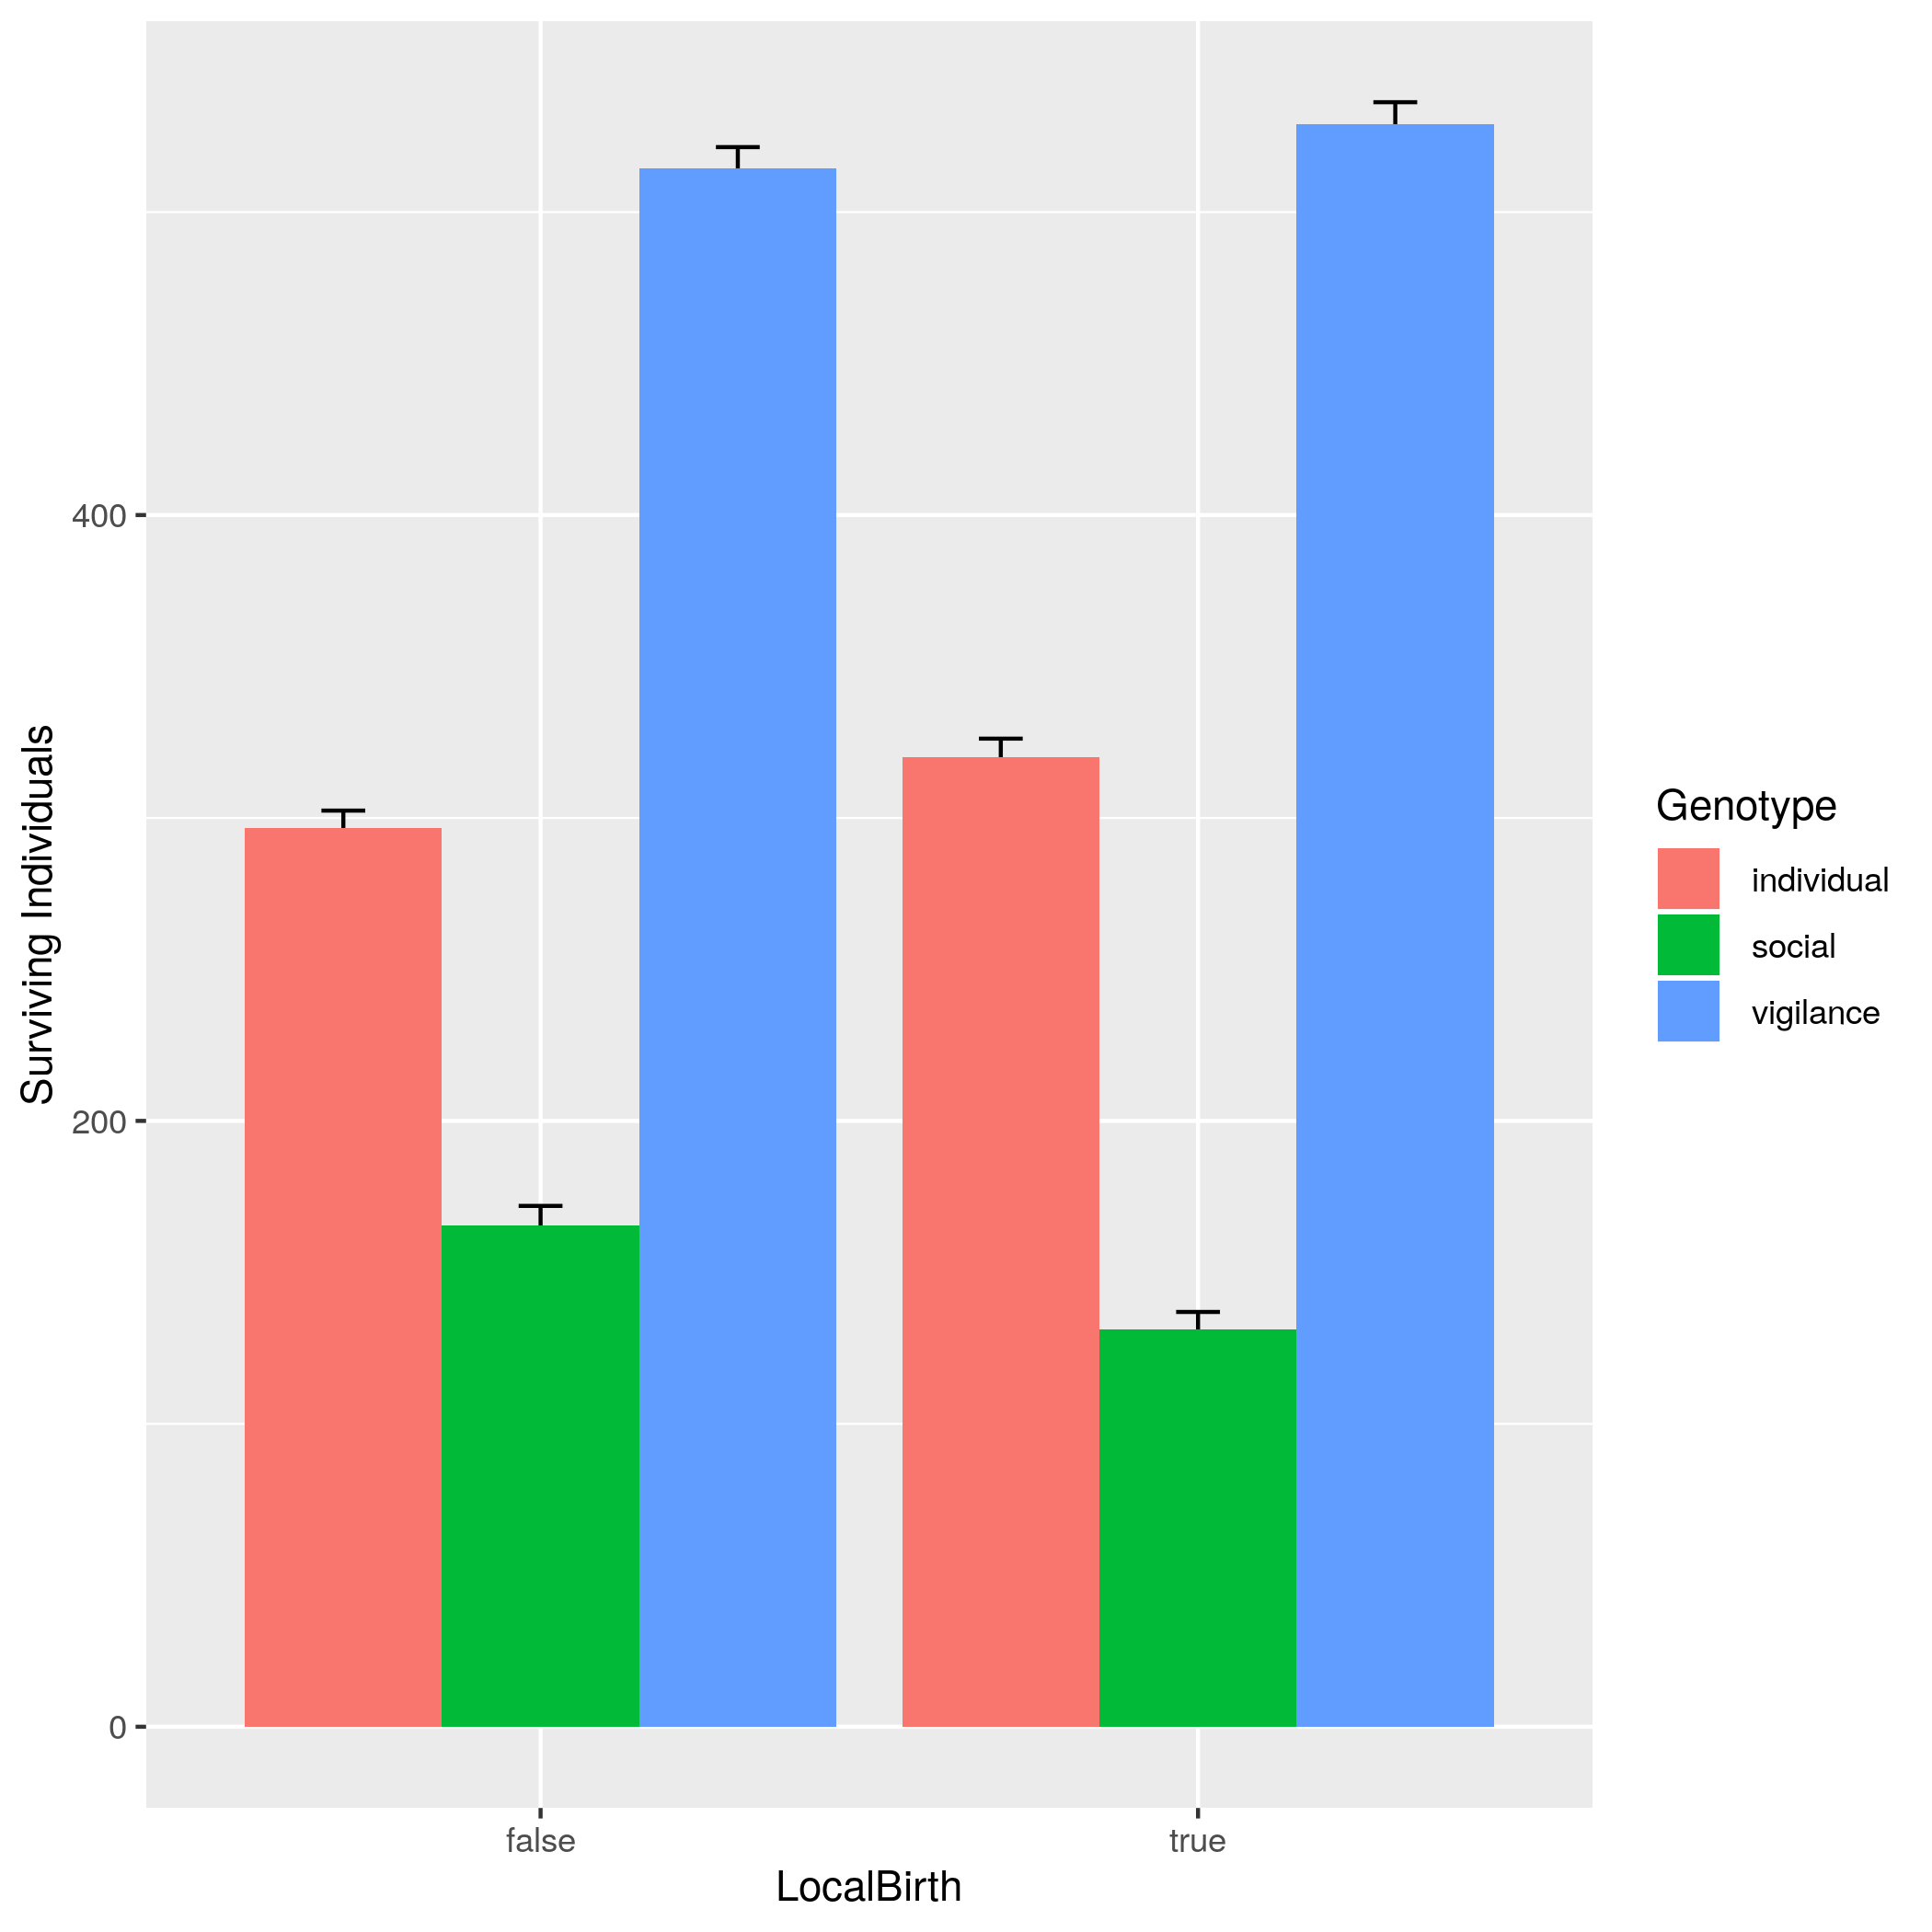 Surviving Individuals
400
200
0
false
true
LocalBirth
Genotype
individual
social
vigilance